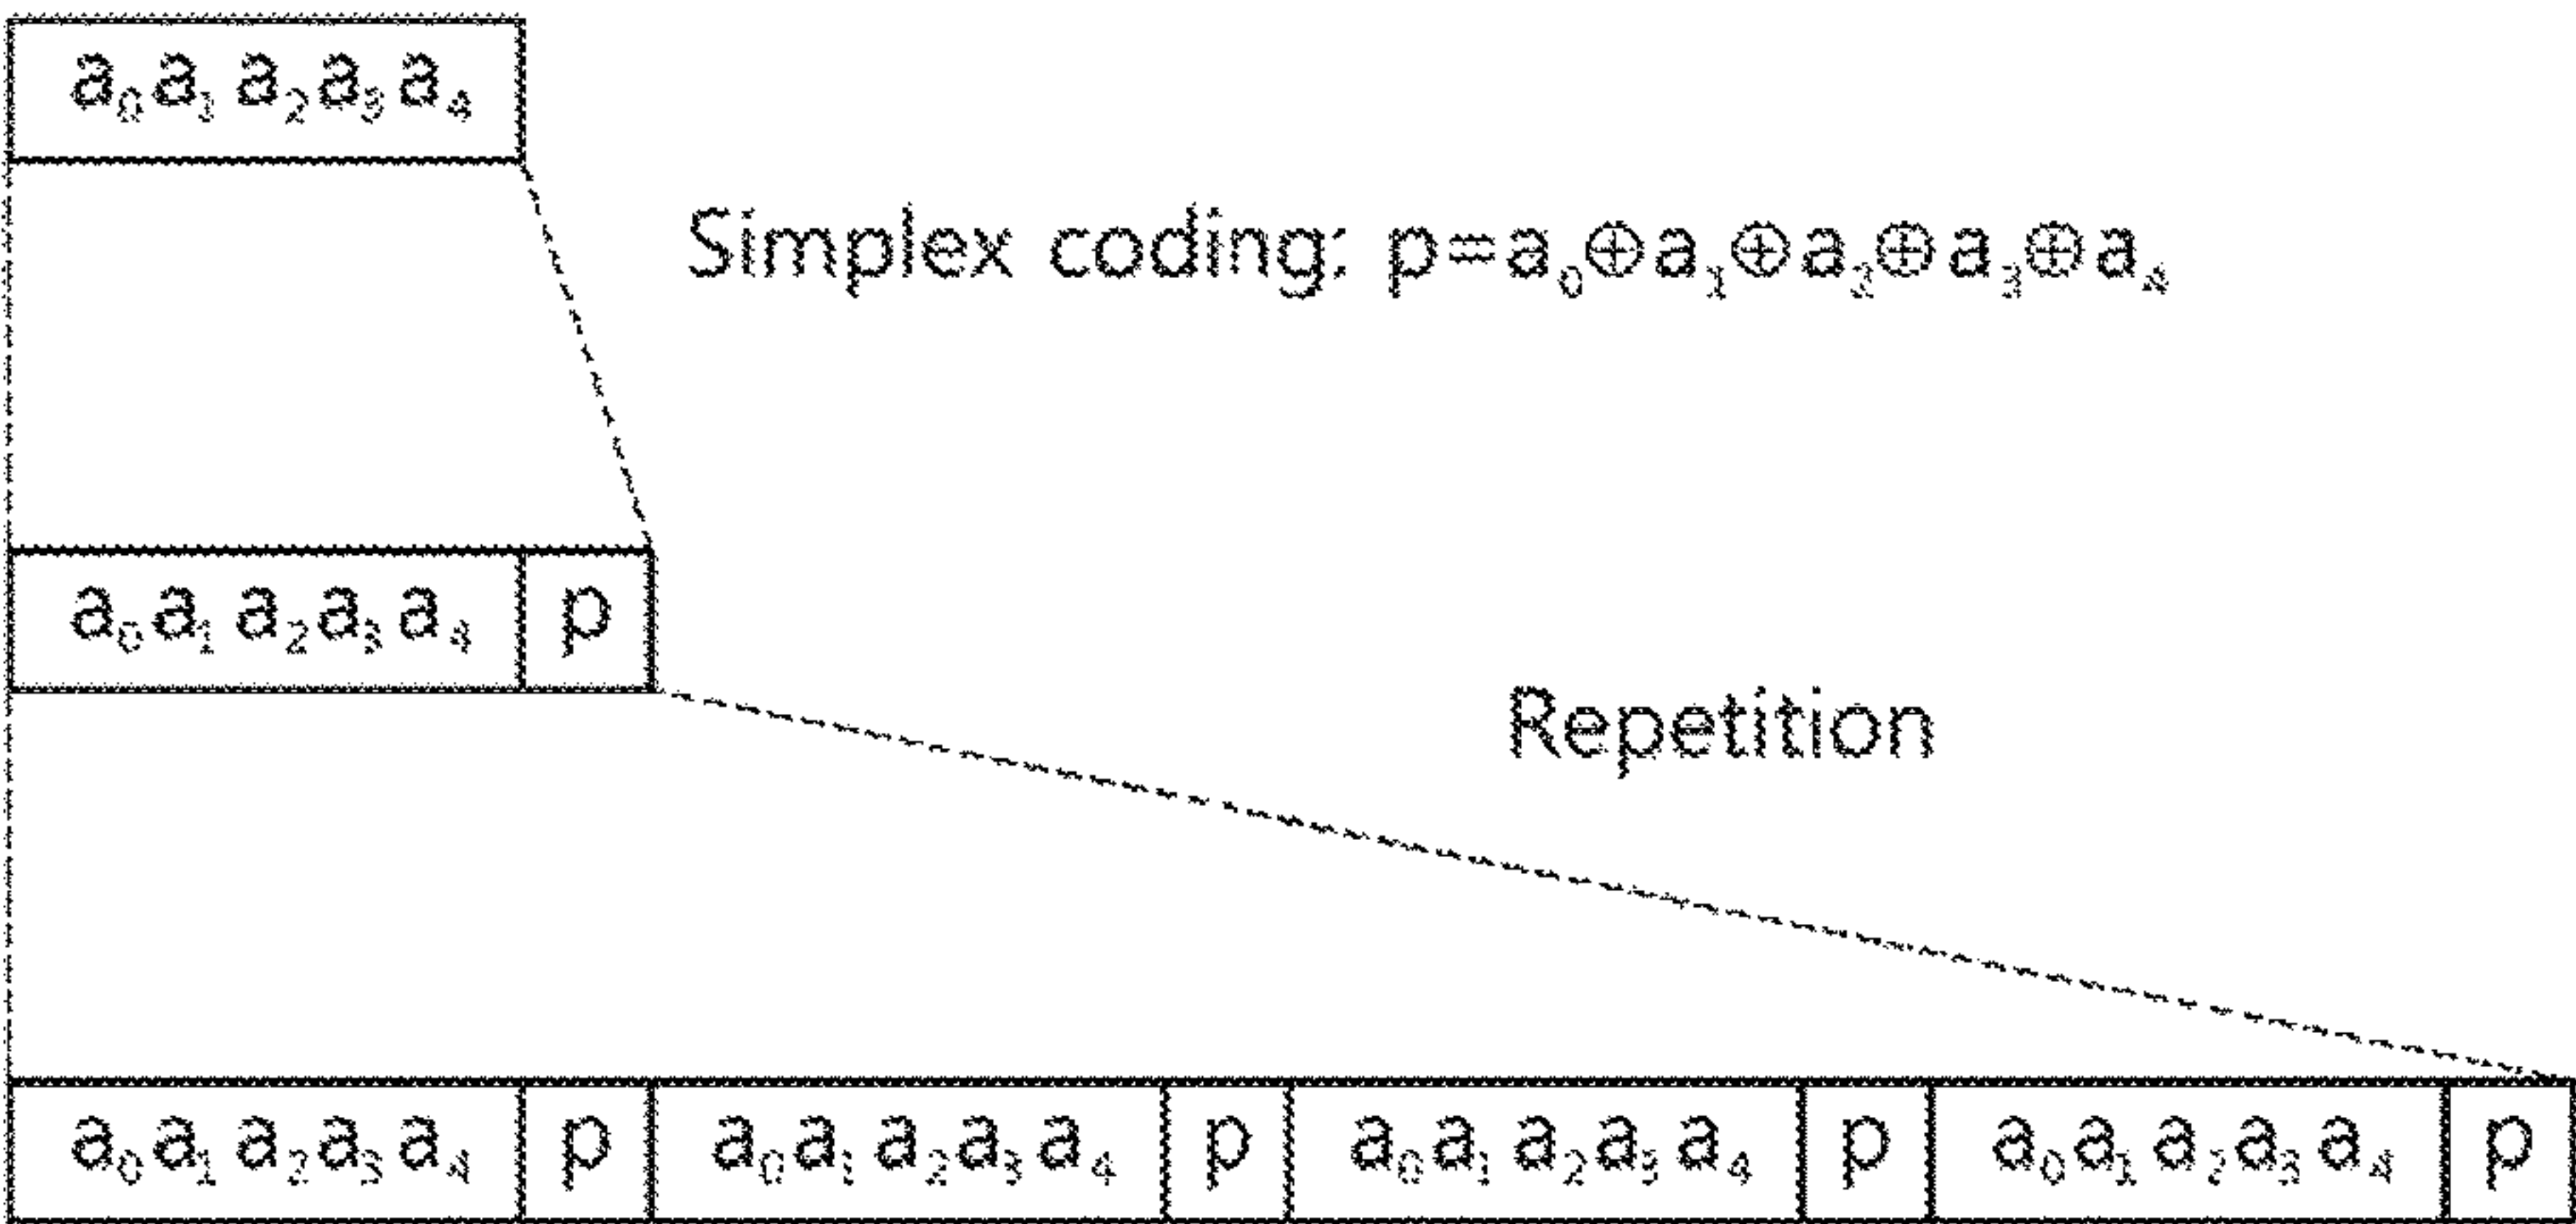 a₀a₁a₂a₃a₄
Simplex coding: p=a₀⊕a₁⊕a₂⊕a₃⊕a₄
a₀a₁a₂a₃a₄ p
Repetition
a₀a₁a₂a₃a₄ p a₀a₁a₂a₃a₄ p a₀a₁a₂a₃a₄ p a₀a₁a₂a₃a₄ p